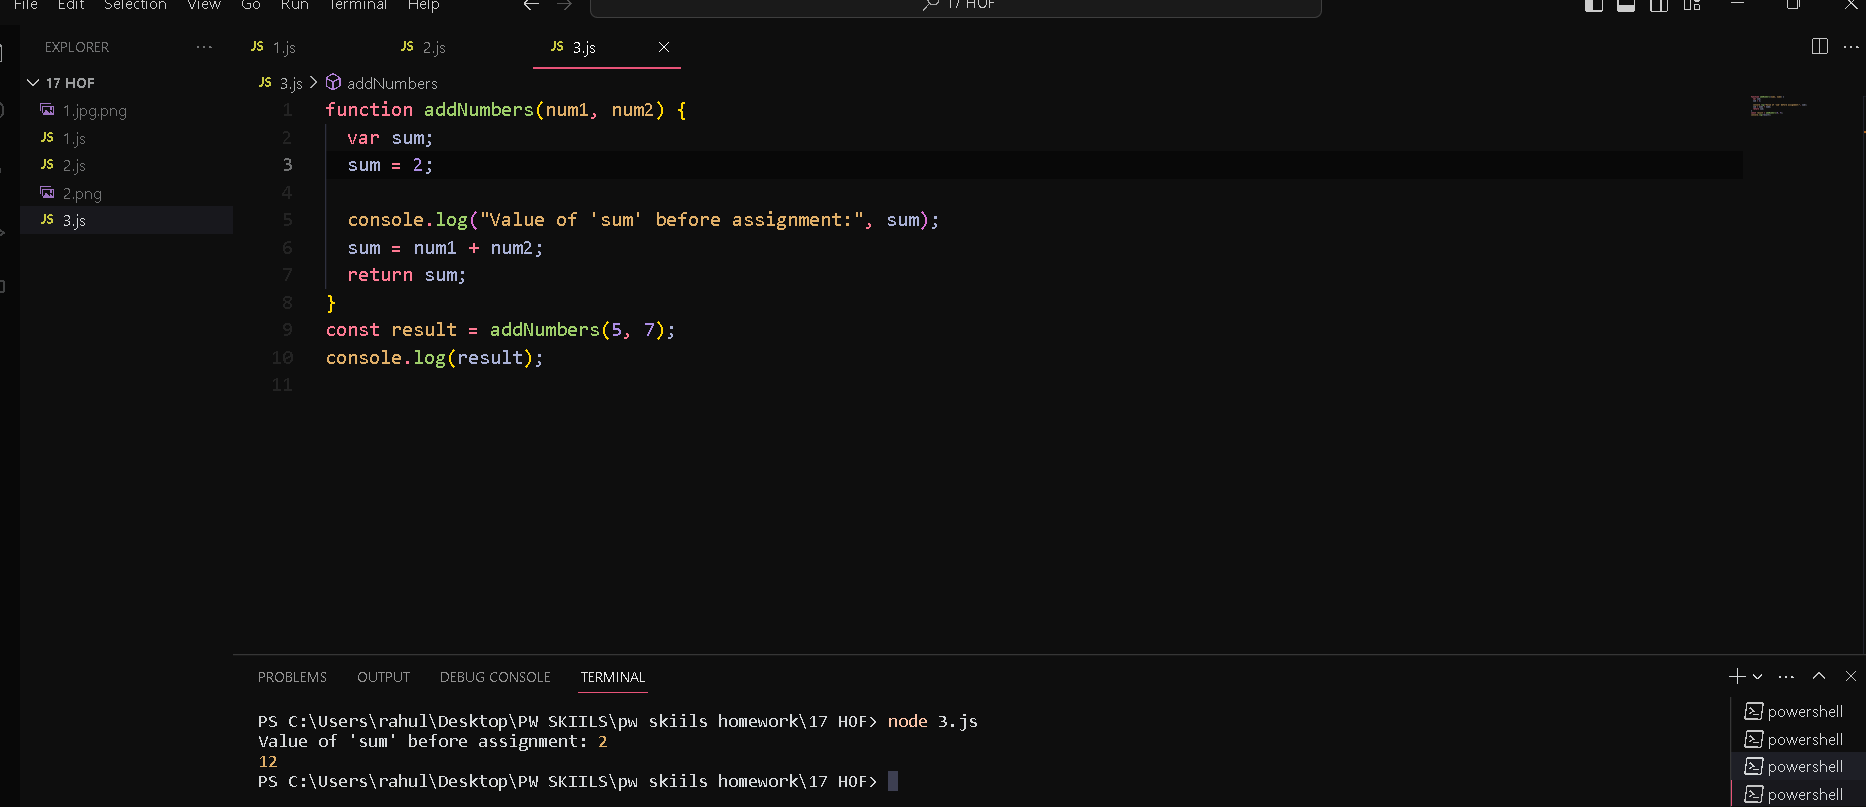 File Edit Selection View Go Run Terminal Help
17 HOF
EXPLORER
17 HOF
1.jpg.png
JS 1.js
JS 2.js
2.png
JS 3.js
JS 1.js JS 2.js JS 3.js
JS 3.js > addNumbers
1 function addNumbers(num1, num2) {
2 var sum;
3 sum = 2;
4
5 console.log("Value of 'sum' before assignment:", sum);
6 sum = num1 + num2;
7 return sum;
8 }
9 const result = addNumbers(5, 7);
10 console.log(result);
11
PROBLEMS OUTPUT DEBUG CONSOLE TERMINAL
PS C:\Users\rahul\Desktop\PW SKIILS\pw skiils homework\17 HOF> node 3.js
Value of 'sum' before assignment: 2
12
PS C:\Users\rahul\Desktop\PW SKIILS\pw skiils homework\17 HOF>
powershell
powershell
powershell
powershell